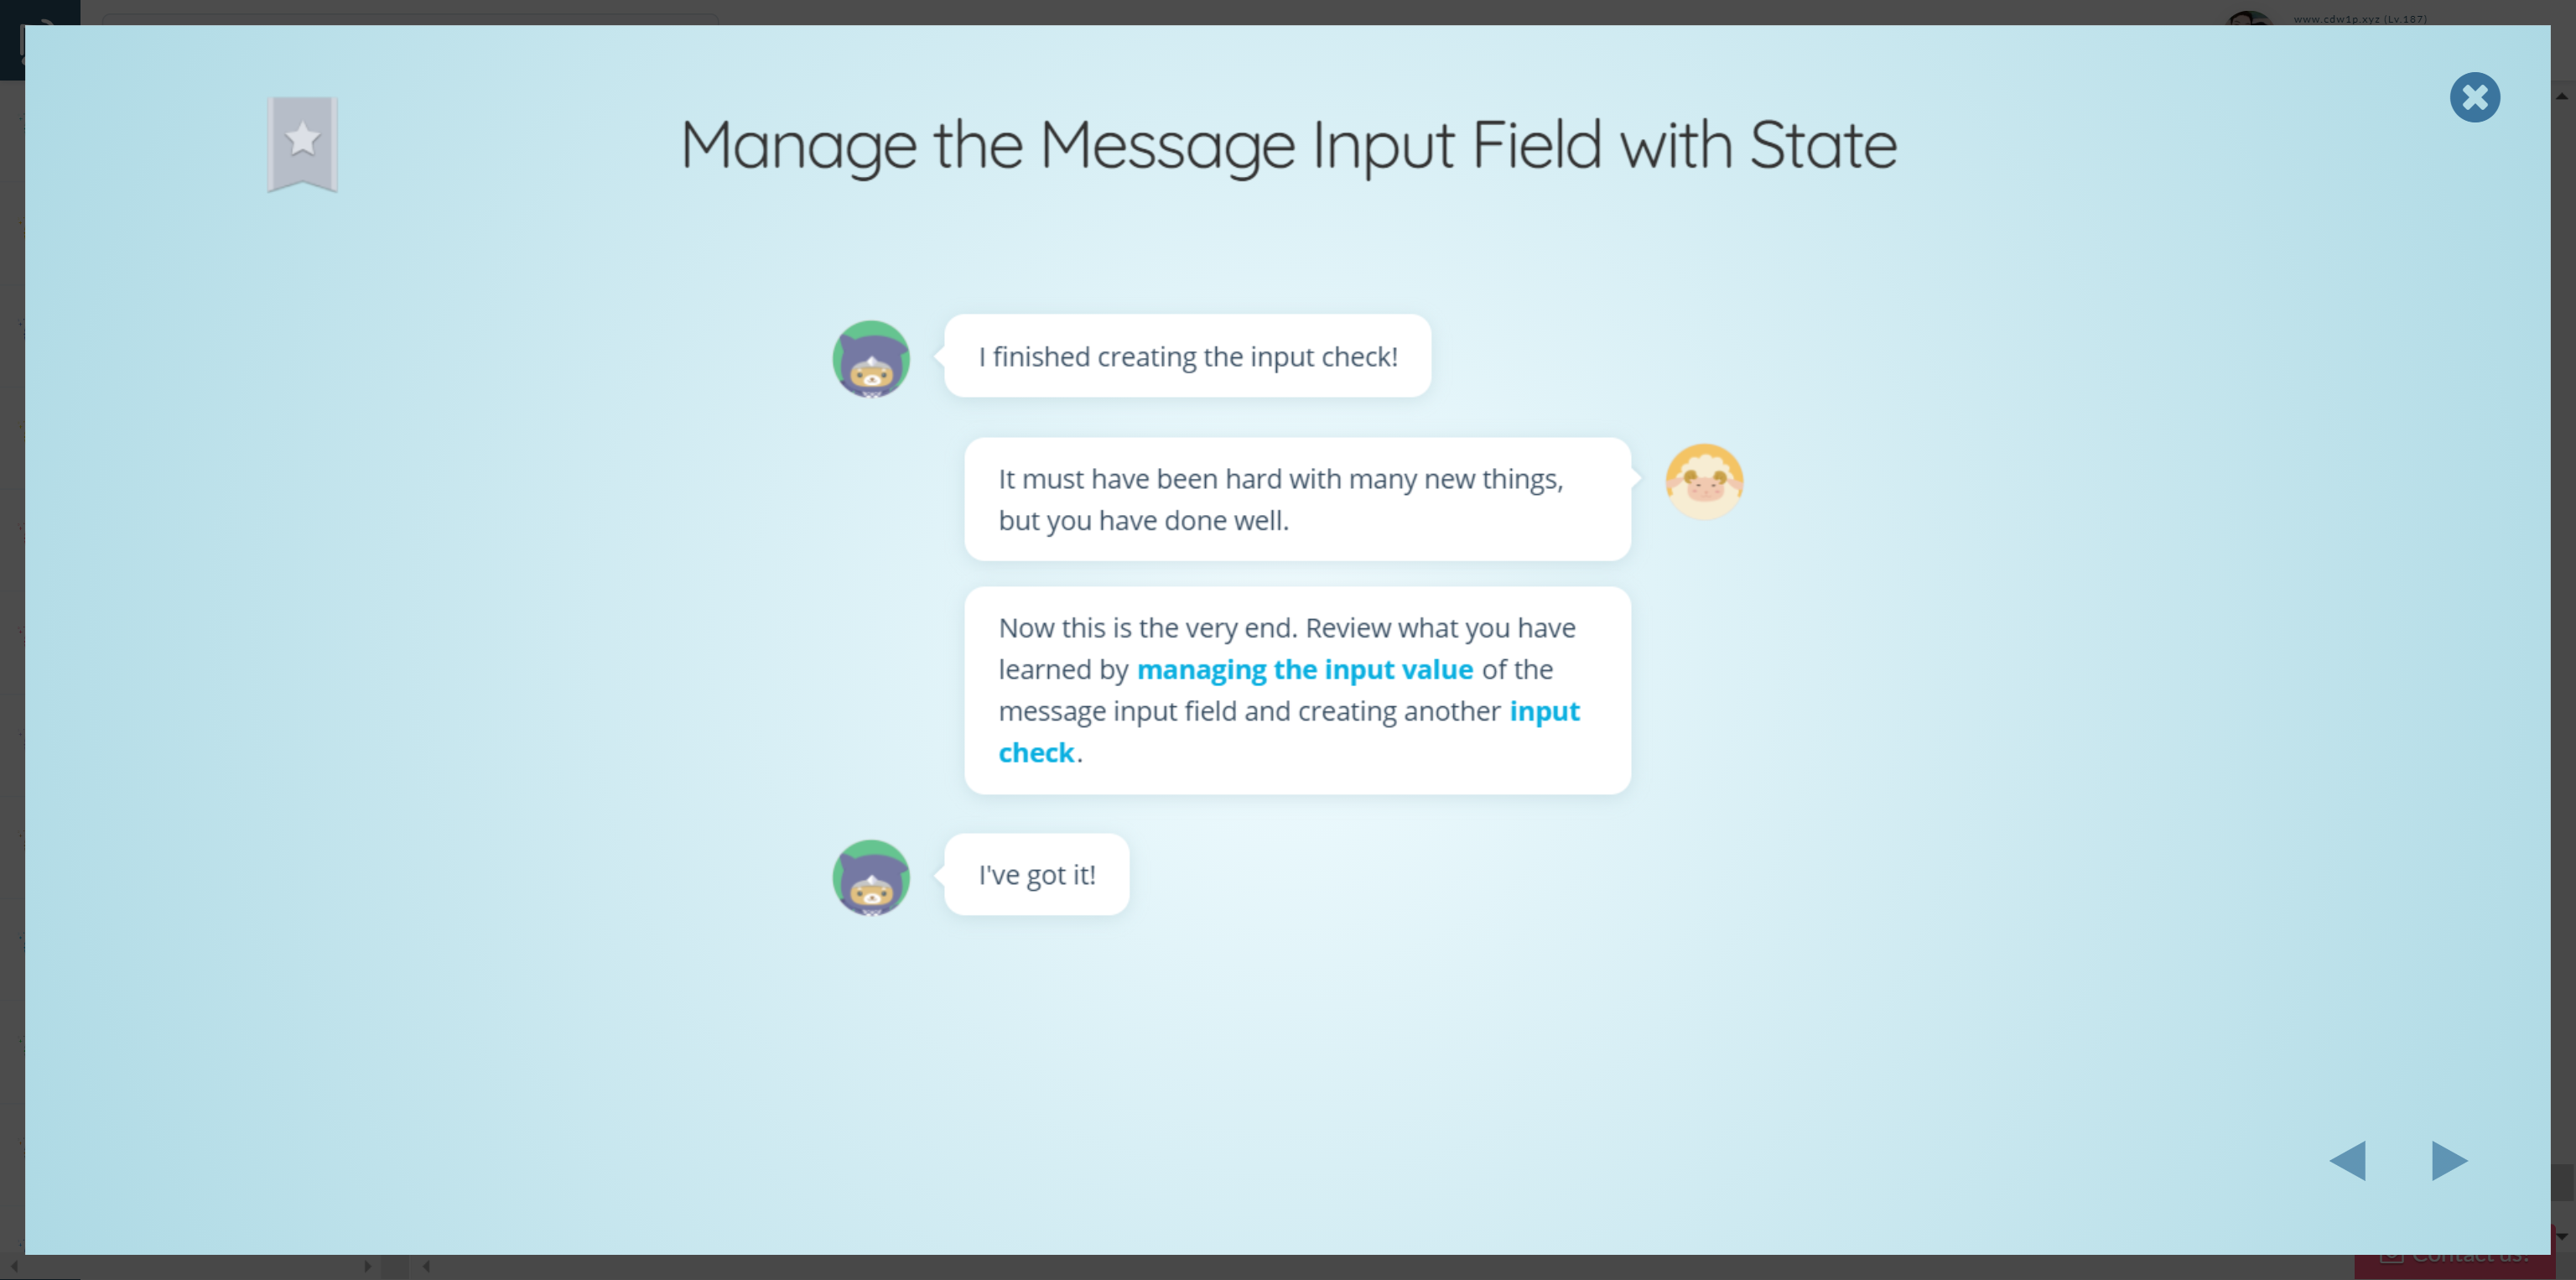 www.cdw1p.xyz (Lv.187)
Manage the Message Input Field with State
I finished creating the input check!
It must have been hard with many new things,
but you have done well.
Now this is the very end. Review what you have
learned by managing the input value of the
message input field and creating another input
check.
I've got it!
Contact us!